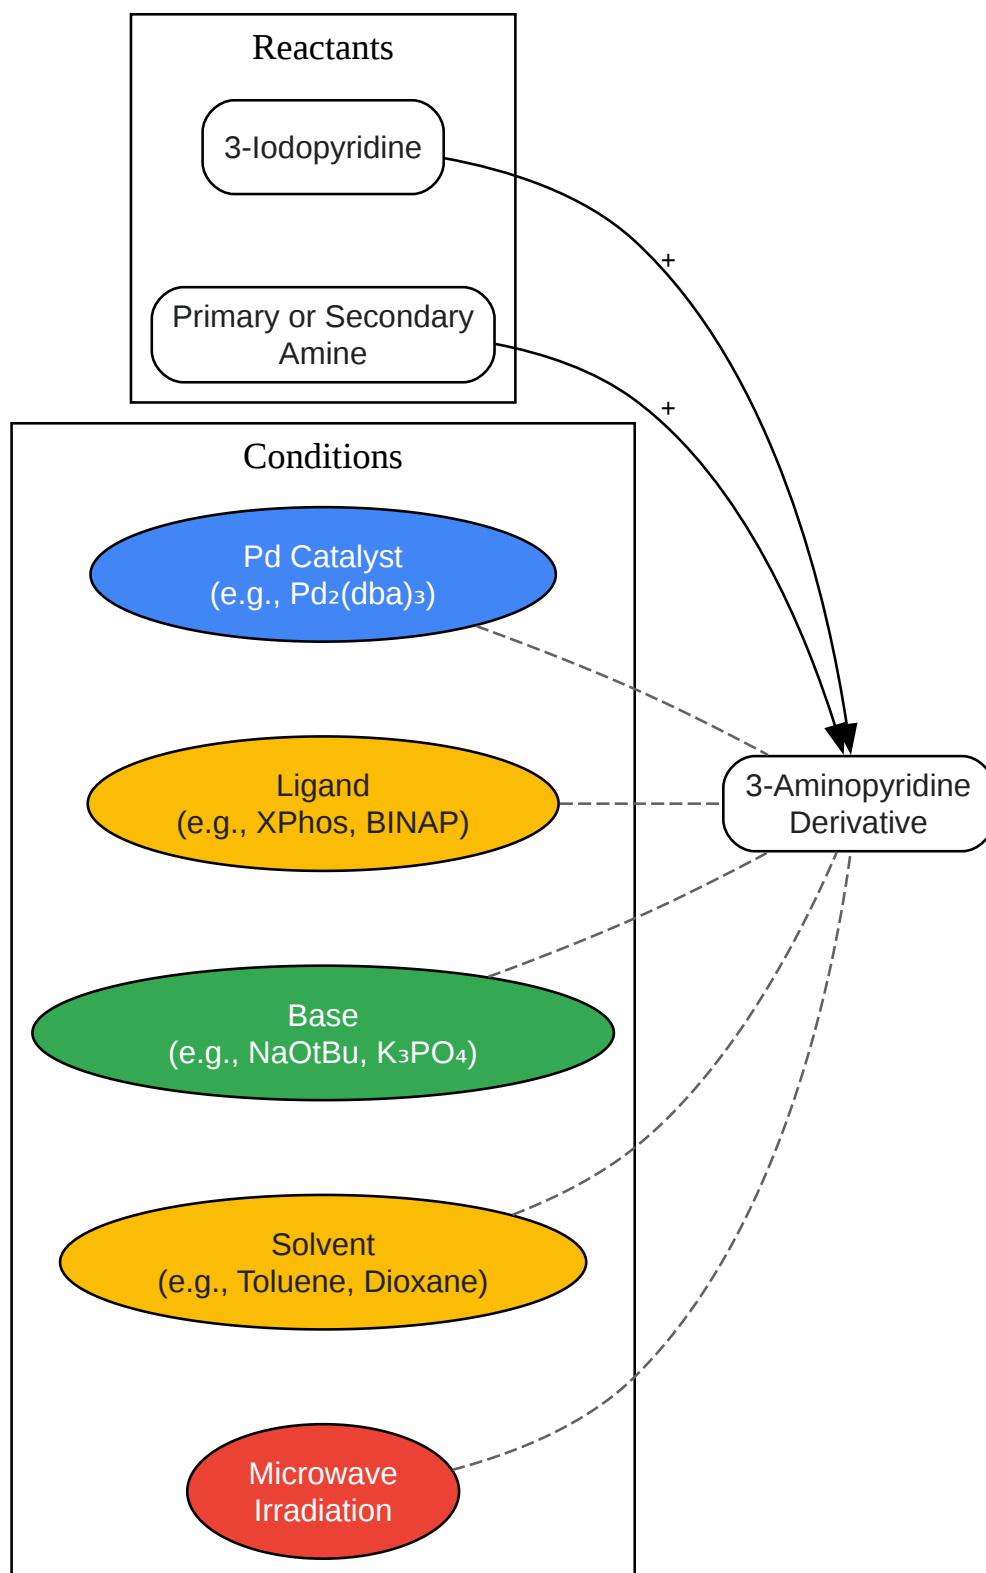 Reactants
3-Iodopyridine
+
Primary or Secondary
Amine
+
Conditions
Pd Catalyst
(e.g., Pd₂(dba)₃)
Ligand
(e.g., XPhos, BINAP)
3-Aminopyridine
Derivative
Base
(e.g., NaOtBu, K₃PO₄)
Solvent
(e.g., Toluene, Dioxane)
Microwave
Irradiation